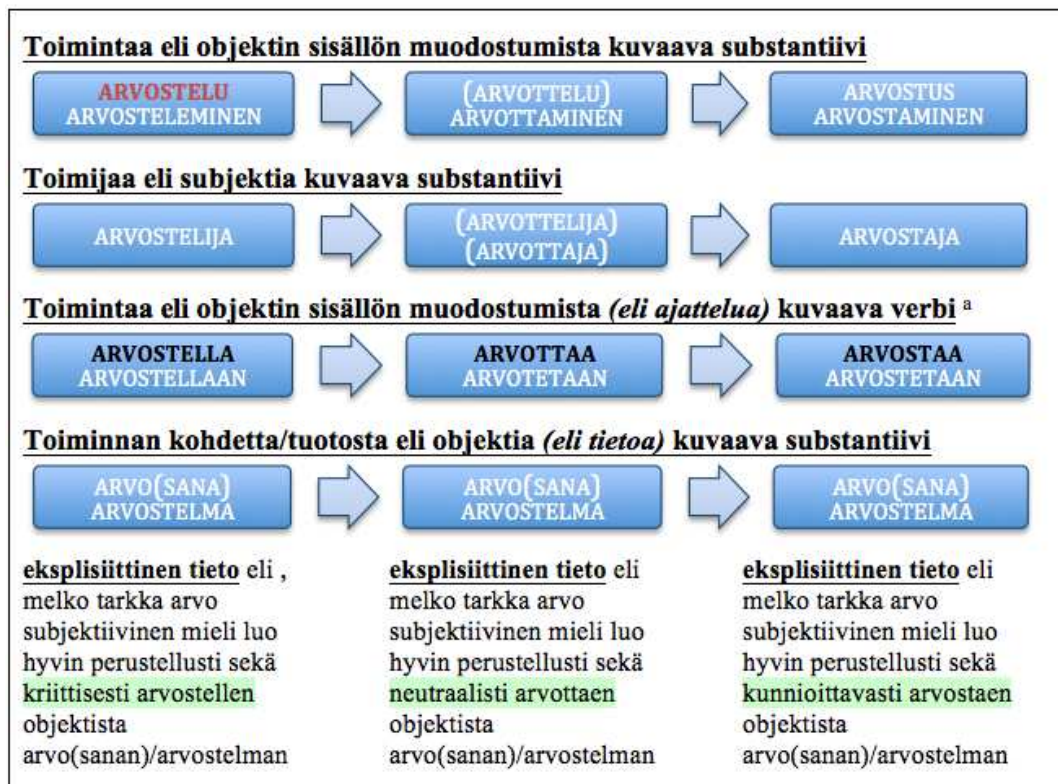 Toimintaa eli objektin sisällön muodostumista kuvaava substantiivi
ARVOSTELU
ARVOSTELEMINEN
(ARVOTTELU)
ARVOTTAMINEN
ARVOSTUS
ARVOSTAMINEN
Toimijaa eli subjektia kuvaava substantiivi
ARVOSTELIJA
(ARVOTTELIJA)
(ARVOTTAJA)
ARVOSTAJA
Toimintaa eli objektin sisällön muodostumista (eli ajattelua) kuvaava verbi a
ARVOSTELLA
ARVOSTELLAAN
ARVOTTAA
ARVOTETAAN
ARVOSTAA
ARVOSTETAAN
Toiminnan kohdetta/tuotosta eli objektia (eli tietoa) kuvaava substantiivi
ARVO(SANA)
ARVOSTELMA
ARVO(SANA)
ARVOSTELMA
ARVO(SANA)
ARVOSTELMA
eksplisiittinen tieto eli ,
melko tarkka arvo
subjektiivinen mieli luo
hyvin perustellusti sekä
kriittisesti arvostellen
objektista
arvo(sanan)/arvostelman
eksplisiittinen tieto eli
melko tarkka arvo
subjektiivinen mieli luo
hyvin perustellusti sekä
neutraalisti arvottaen
objektista
arvo(sanan)/arvostelman
eksplisiittinen tieto eli
melko tarkka arvo
subjektiivinen mieli luo
hyvin perustellusti sekä
kunnioittavasti arvostaen
objektista
arvo(sanan)/arvostelman